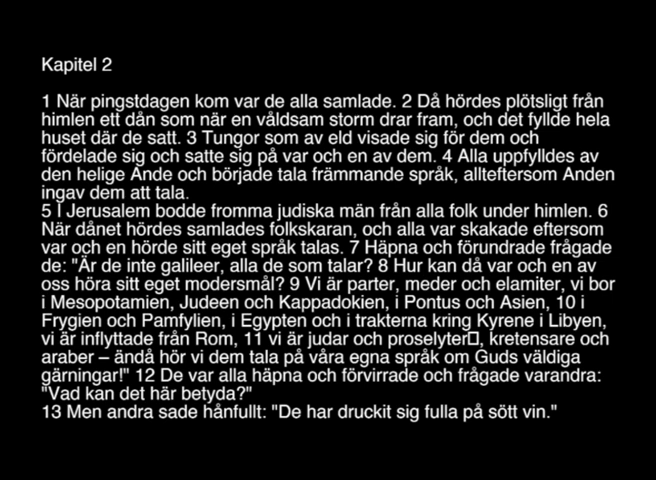 Kapitel 2
1 När pingstdagen kom var de alla samlade. 2 Då hördes plötsligt från
himlen ett dån som när en våldsam storm drar fram, och det fyllde hela
huset där de satt. 3 Tungor som av eld visade sig för dem och
fördelade sig och satte sig på var och en av dem. 4 Alla uppfylldes av
den helige Ande och började tala främmande språk, allteftersom Anden
ingav dem att tala.
5 I Jerusalem bodde fromma judiska män från alla folk under himlen. 6
När dånet hördes samlades folkskaran, och alla var skakade eftersom
var och en hörde sitt eget språk talas. 7 Häpna och förundrade frågade
de: "Är de inte galileer, alla de som talar? 8 Hur kan då var och en av
oss höra sitt eget modersmål? 9 Vi är parter, meder och elamiter, vi bor
i Mesopotamien, Judeen och Kappadokien, i Pontus och Asien, 10 i
Frygien och Pamfylien, i Egypten och i trakterna kring Kyrene i Libyen,
vi är inflyttade från Rom, 11 vi är judar och proselyter▯, kretensare och
araber – ändå hör vi dem tala på våra egna språk om Guds väldiga
gärningar!" 12 De var alla häpna och förvirrade och frågade varandra:
"Vad kan det här betyda?"
13 Men andra sade hånfullt: "De har druckit sig fulla på sött vin."